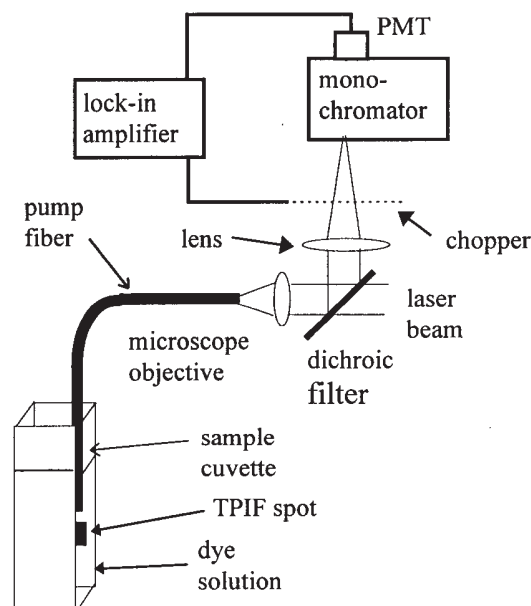 PMT
mono-
chromator
lock-in
amplifier
pump
fiber
lens
chopper
laser
beam
microscope
objective
dichroic
filter
sample
cuvette
TPIF spot
dye
solution